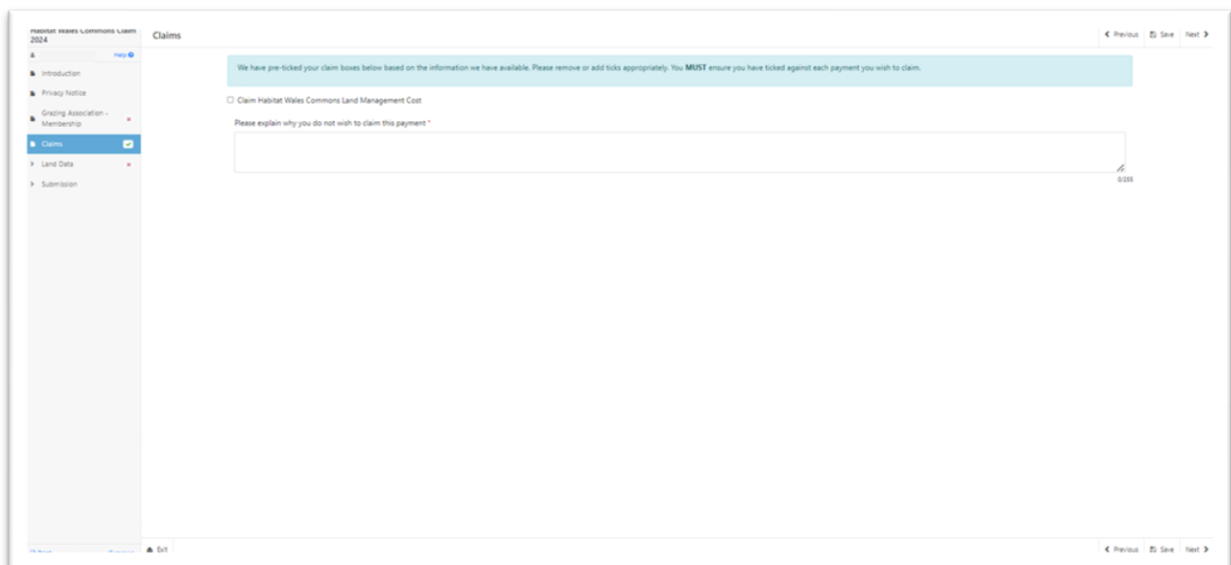 Habitat Wales Commons Claim
2024
Help
Introduction
Privacy Notice
Grazing Association -
Membership
Claims
Land Data
Submission
Claims
Previous Save Next
We have pre-ticked your claim boxes below based on the information we have available. Please remove or add ticks appropriately. You MUST ensure you have ticked against each payment you wish to claim.
Claim Habitat Wales Commons Land Management Cost
Please explain why you do not wish to claim this payment *
0/255
Exit
Previous Save Next